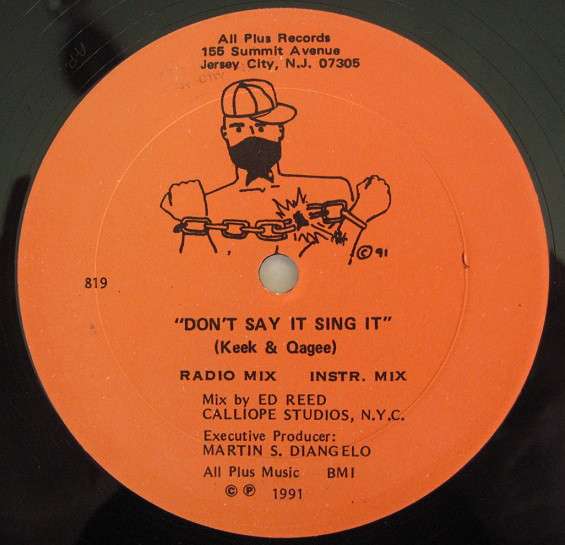 All Plus Records
155 Summit Avenue
Jersey City, N.J. 07305
© 91
819
"DON'T SAY IT SING IT"
(Keek & Qagee)
RADIO MIX INSTR. MIX
Mix by ED REED
CALLIOPE STUDIOS, N.Y.C.
Executive Producer:
MARTIN S. DIANGELO
All Plus Music BMI
© ℗ 1991